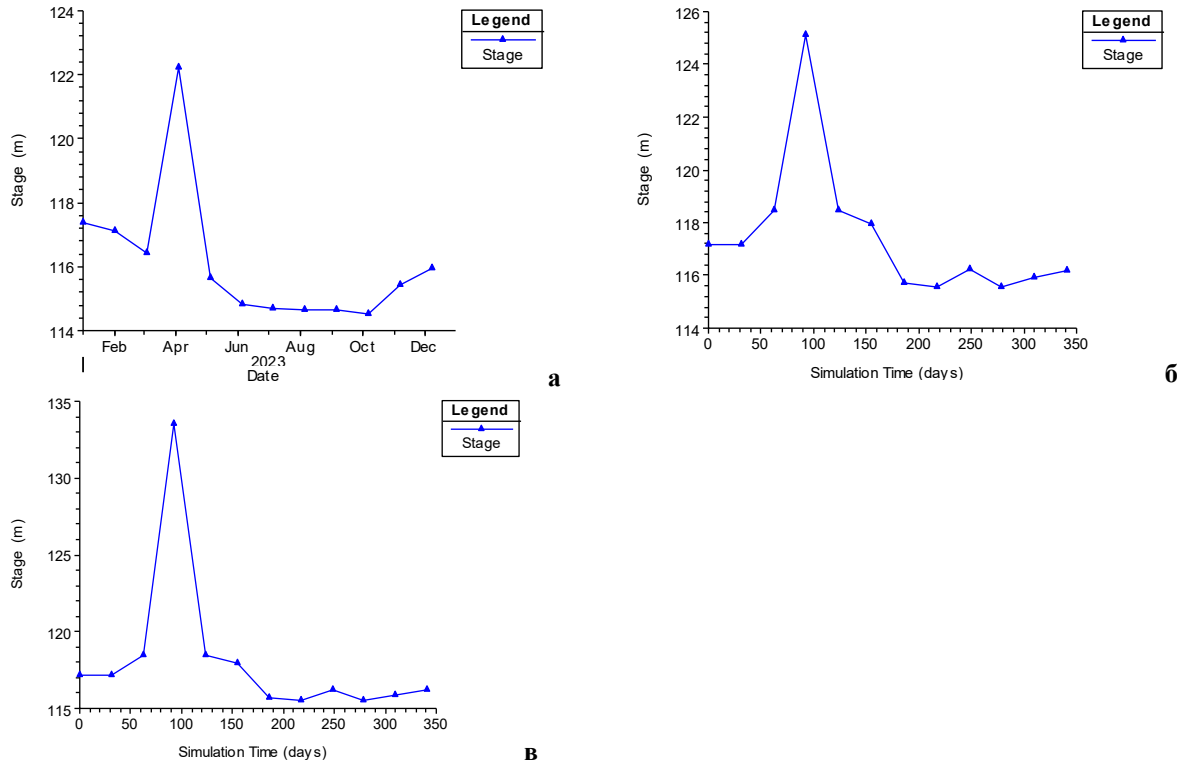 124
122
120
118
116
114
Stage (m)
Feb Apr Jun Aug Oct Dec
2023
Date
Legend
Stage
а
126
124
122
120
118
116
114
Stage (m)
0 50 100 150 200 250 300 350
Simulation Time (days)
Legend
Stage
б
135
130
125
120
115
Stage (m)
0 50 100 150 200 250 300 350
Simulation Time (days)
Legend
Stage
в